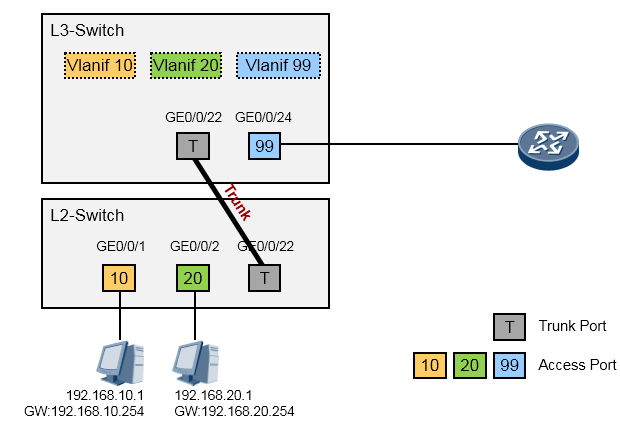 L3-Switch
Vlanif 10
Vlanif 20
Vlanif 99
GE0/0/22
GE0/0/24
T
99
Trunk
L2-Switch
GE0/0/1
GE0/0/2
GE0/0/22
10
20
T
192.168.10.1
GW:192.168.10.254
192.168.20.1
GW:192.168.20.254
T
Trunk Port
10
20
99
Access Port